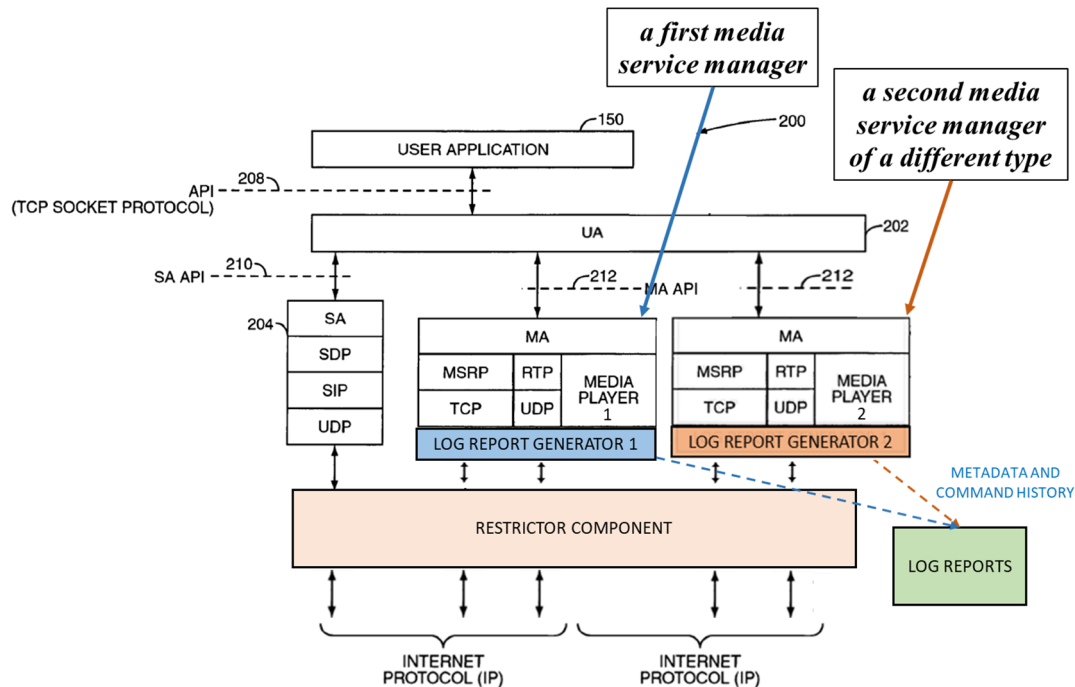 a first media
service manager
a second media
service manager
of a different type
150
200
USER APPLICATION
208
API
(TCP SOCKET PROTOCOL)
202
UA
210
SA API
212
MA API
212
204
SA
SDP
SIP
UDP
MA
MSRP
RTP
MEDIA
PLAYER
1
TCP
UDP
LOG REPORT GENERATOR 1
MA
MSRP
RTP
MEDIA
PLAYER
2
TCP
UDP
LOG REPORT GENERATOR 2
METADATA AND
COMMAND HISTORY
RESTRICTOR COMPONENT
LOG REPORTS
INTERNET
PROTOCOL (IP)
INTERNET
PROTOCOL (IP)